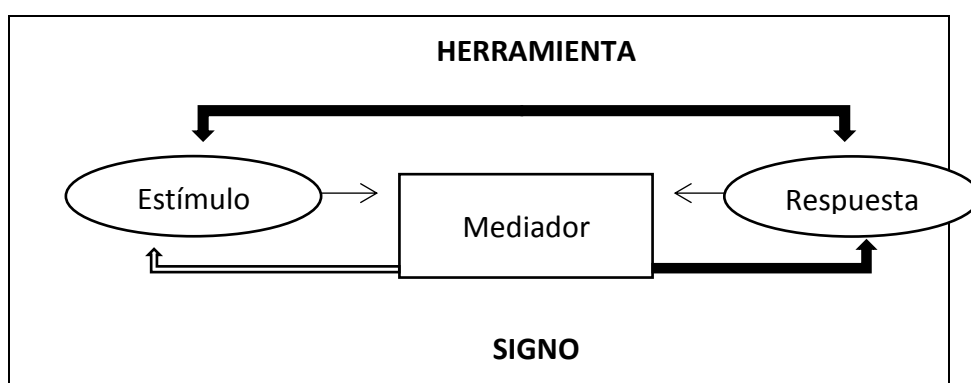 HERRAMIENTA
Estímulo
Mediador
Respuesta
SIGNO